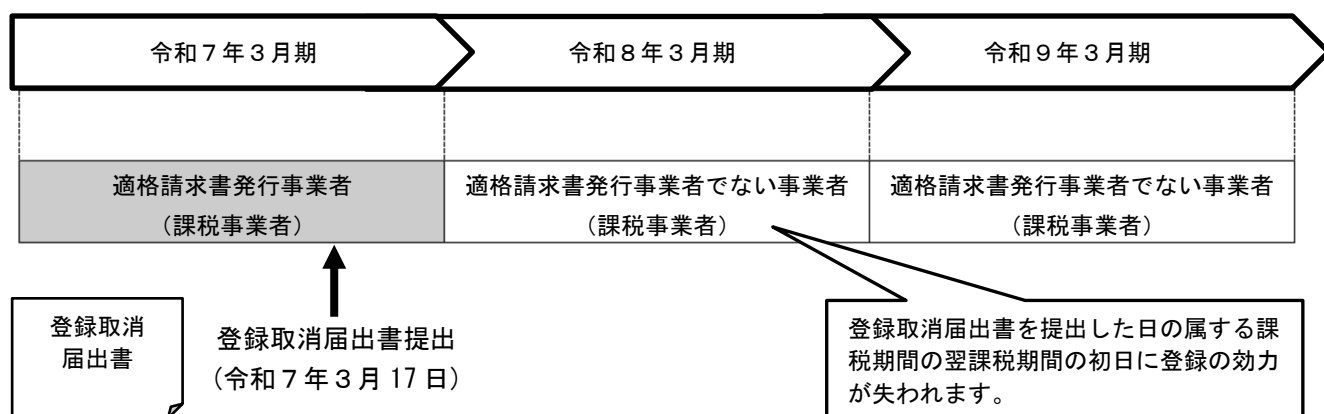 令和７年３月期
令和８年３月期
令和９年３月期
適格請求書発行事業者
（課税事業者）
適格請求書発行事業者でない事業者
（課税事業者）
適格請求書発行事業者でない事業者
（課税事業者）
登録取消
届出書
登録取消届出書提出
（令和７年３月 17 日）
登録取消届出書を提出した日の属する課
税期間の翌課税期間の初日に登録の効力
が失われます。